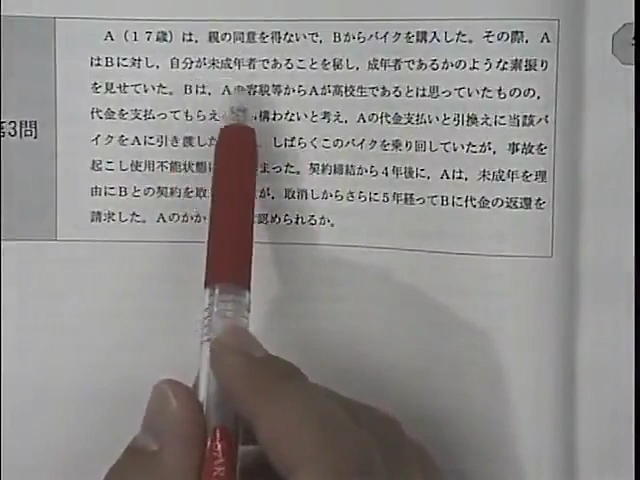 A（１７歳）は，親の同意を得ないで，Bからバイクを購入した。その際，A
はBに対し，自分が未成年者であることを秘し，成年者であるかのような素振り
を見せていた。Bは，Aの容貌等からAが高校生であるとは思っていたものの，
代金を支払ってもらえ 構わないと考え，Aの代金支払いと引換えに当該バ
第3問
イクをAに引き渡した しばらくこのバイクを乗り回していたが，事故を
起こし使用不能状態に まった。契約締結から４年後に，Aは，未成年を理
由にBとの契約を取 が，取消しからさらに５年経ってBに代金の返還を
請求した。Aのかか 認められるか。